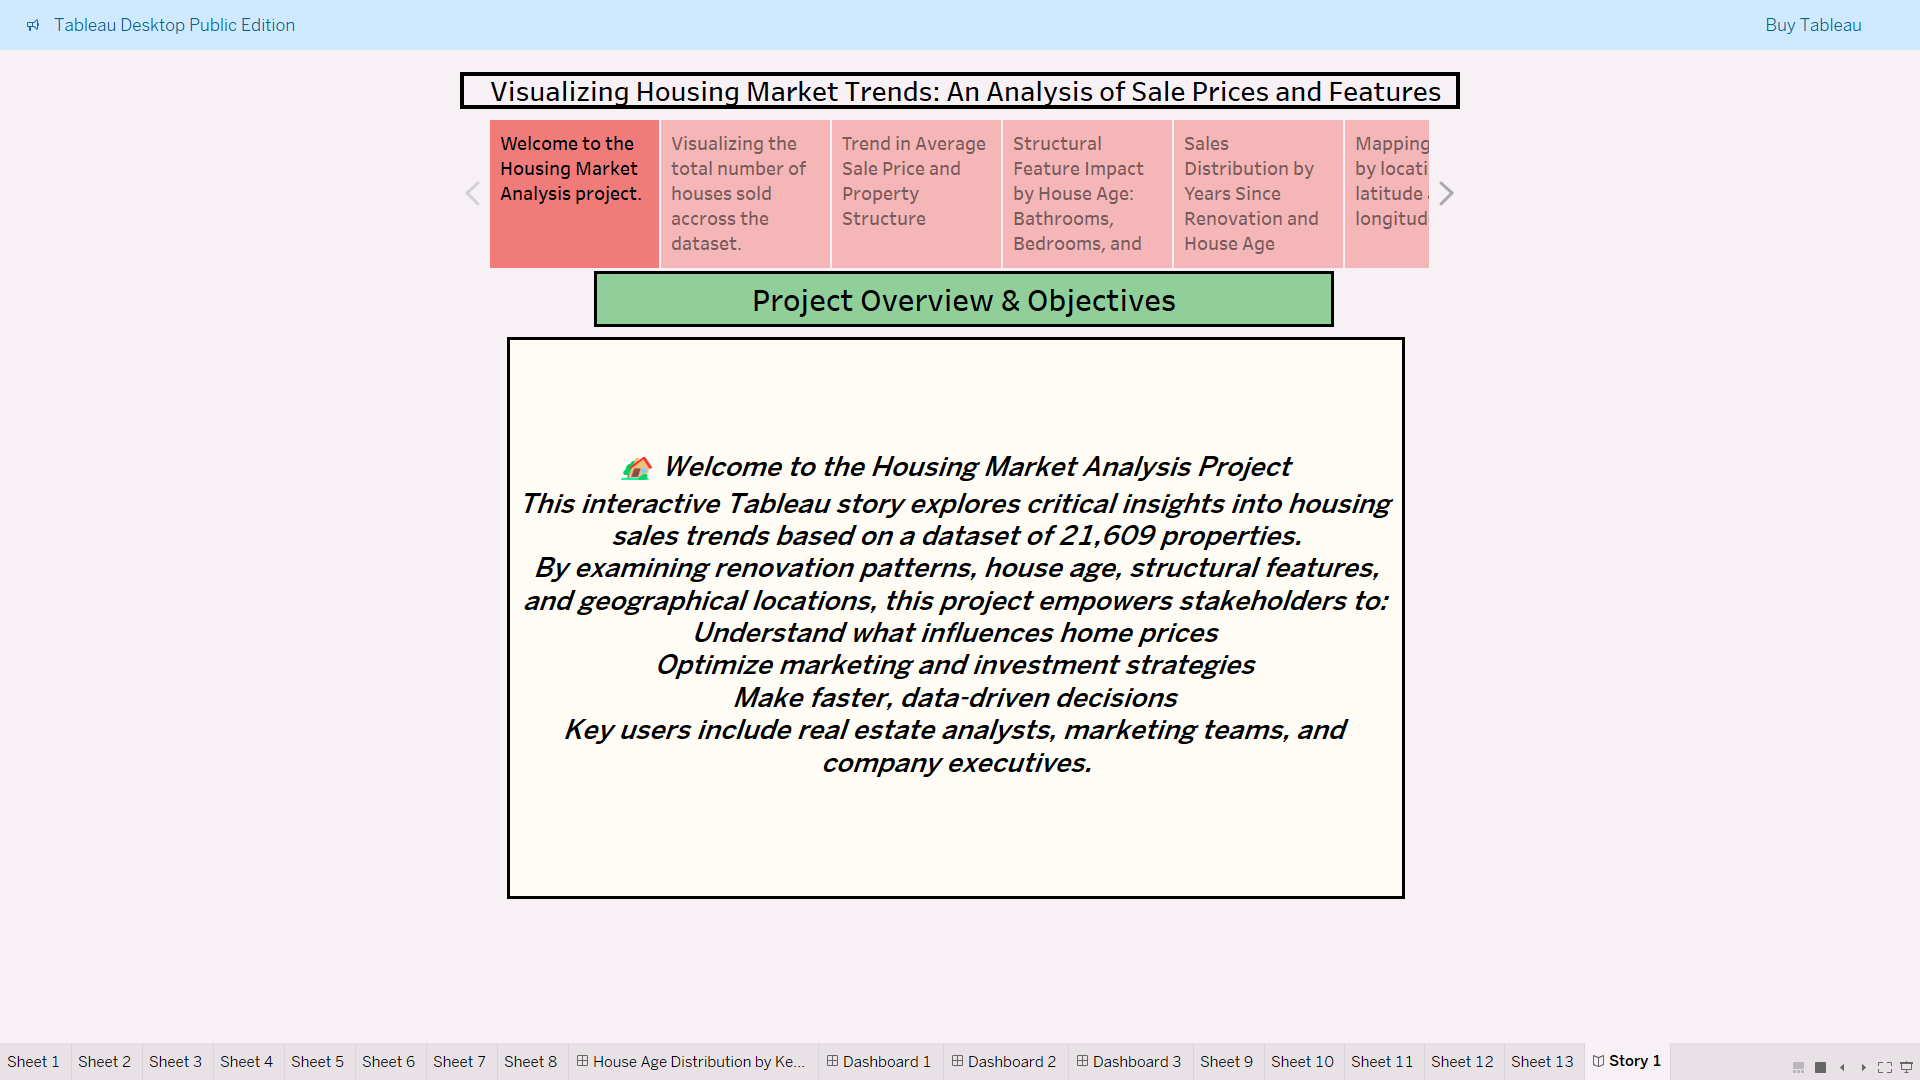 Tableau Desktop Public Edition
Buy Tableau
Visualizing Housing Market Trends: An Analysis of Sale Prices and Features
Welcome to the
Housing Market
Analysis project.
Visualizing the
total number of
houses sold
accross the
dataset.
Trend in Average
Sale Price and
Property
Structure
Structural
Feature Impact
by House Age:
Bathrooms,
Bedrooms, and
Sales
Distribution by
Years Since
Renovation and
House Age
Mapping
by locati
latitude
longitud
Project Overview & Objectives
🏠 Welcome to the Housing Market Analysis Project
This interactive Tableau story explores critical insights into housing
sales trends based on a dataset of 21,609 properties.
By examining renovation patterns, house age, structural features,
and geographical locations, this project empowers stakeholders to:
Understand what influences home prices
Optimize marketing and investment strategies
Make faster, data-driven decisions
Key users include real estate analysts, marketing teams, and
company executives.
Sheet 1
Sheet 2
Sheet 3
Sheet 4
Sheet 5
Sheet 6
Sheet 7
Sheet 8
House Age Distribution by Ke...
Dashboard 1
Dashboard 2
Dashboard 3
Sheet 9
Sheet 10
Sheet 11
Sheet 12
Sheet 13
Story 1